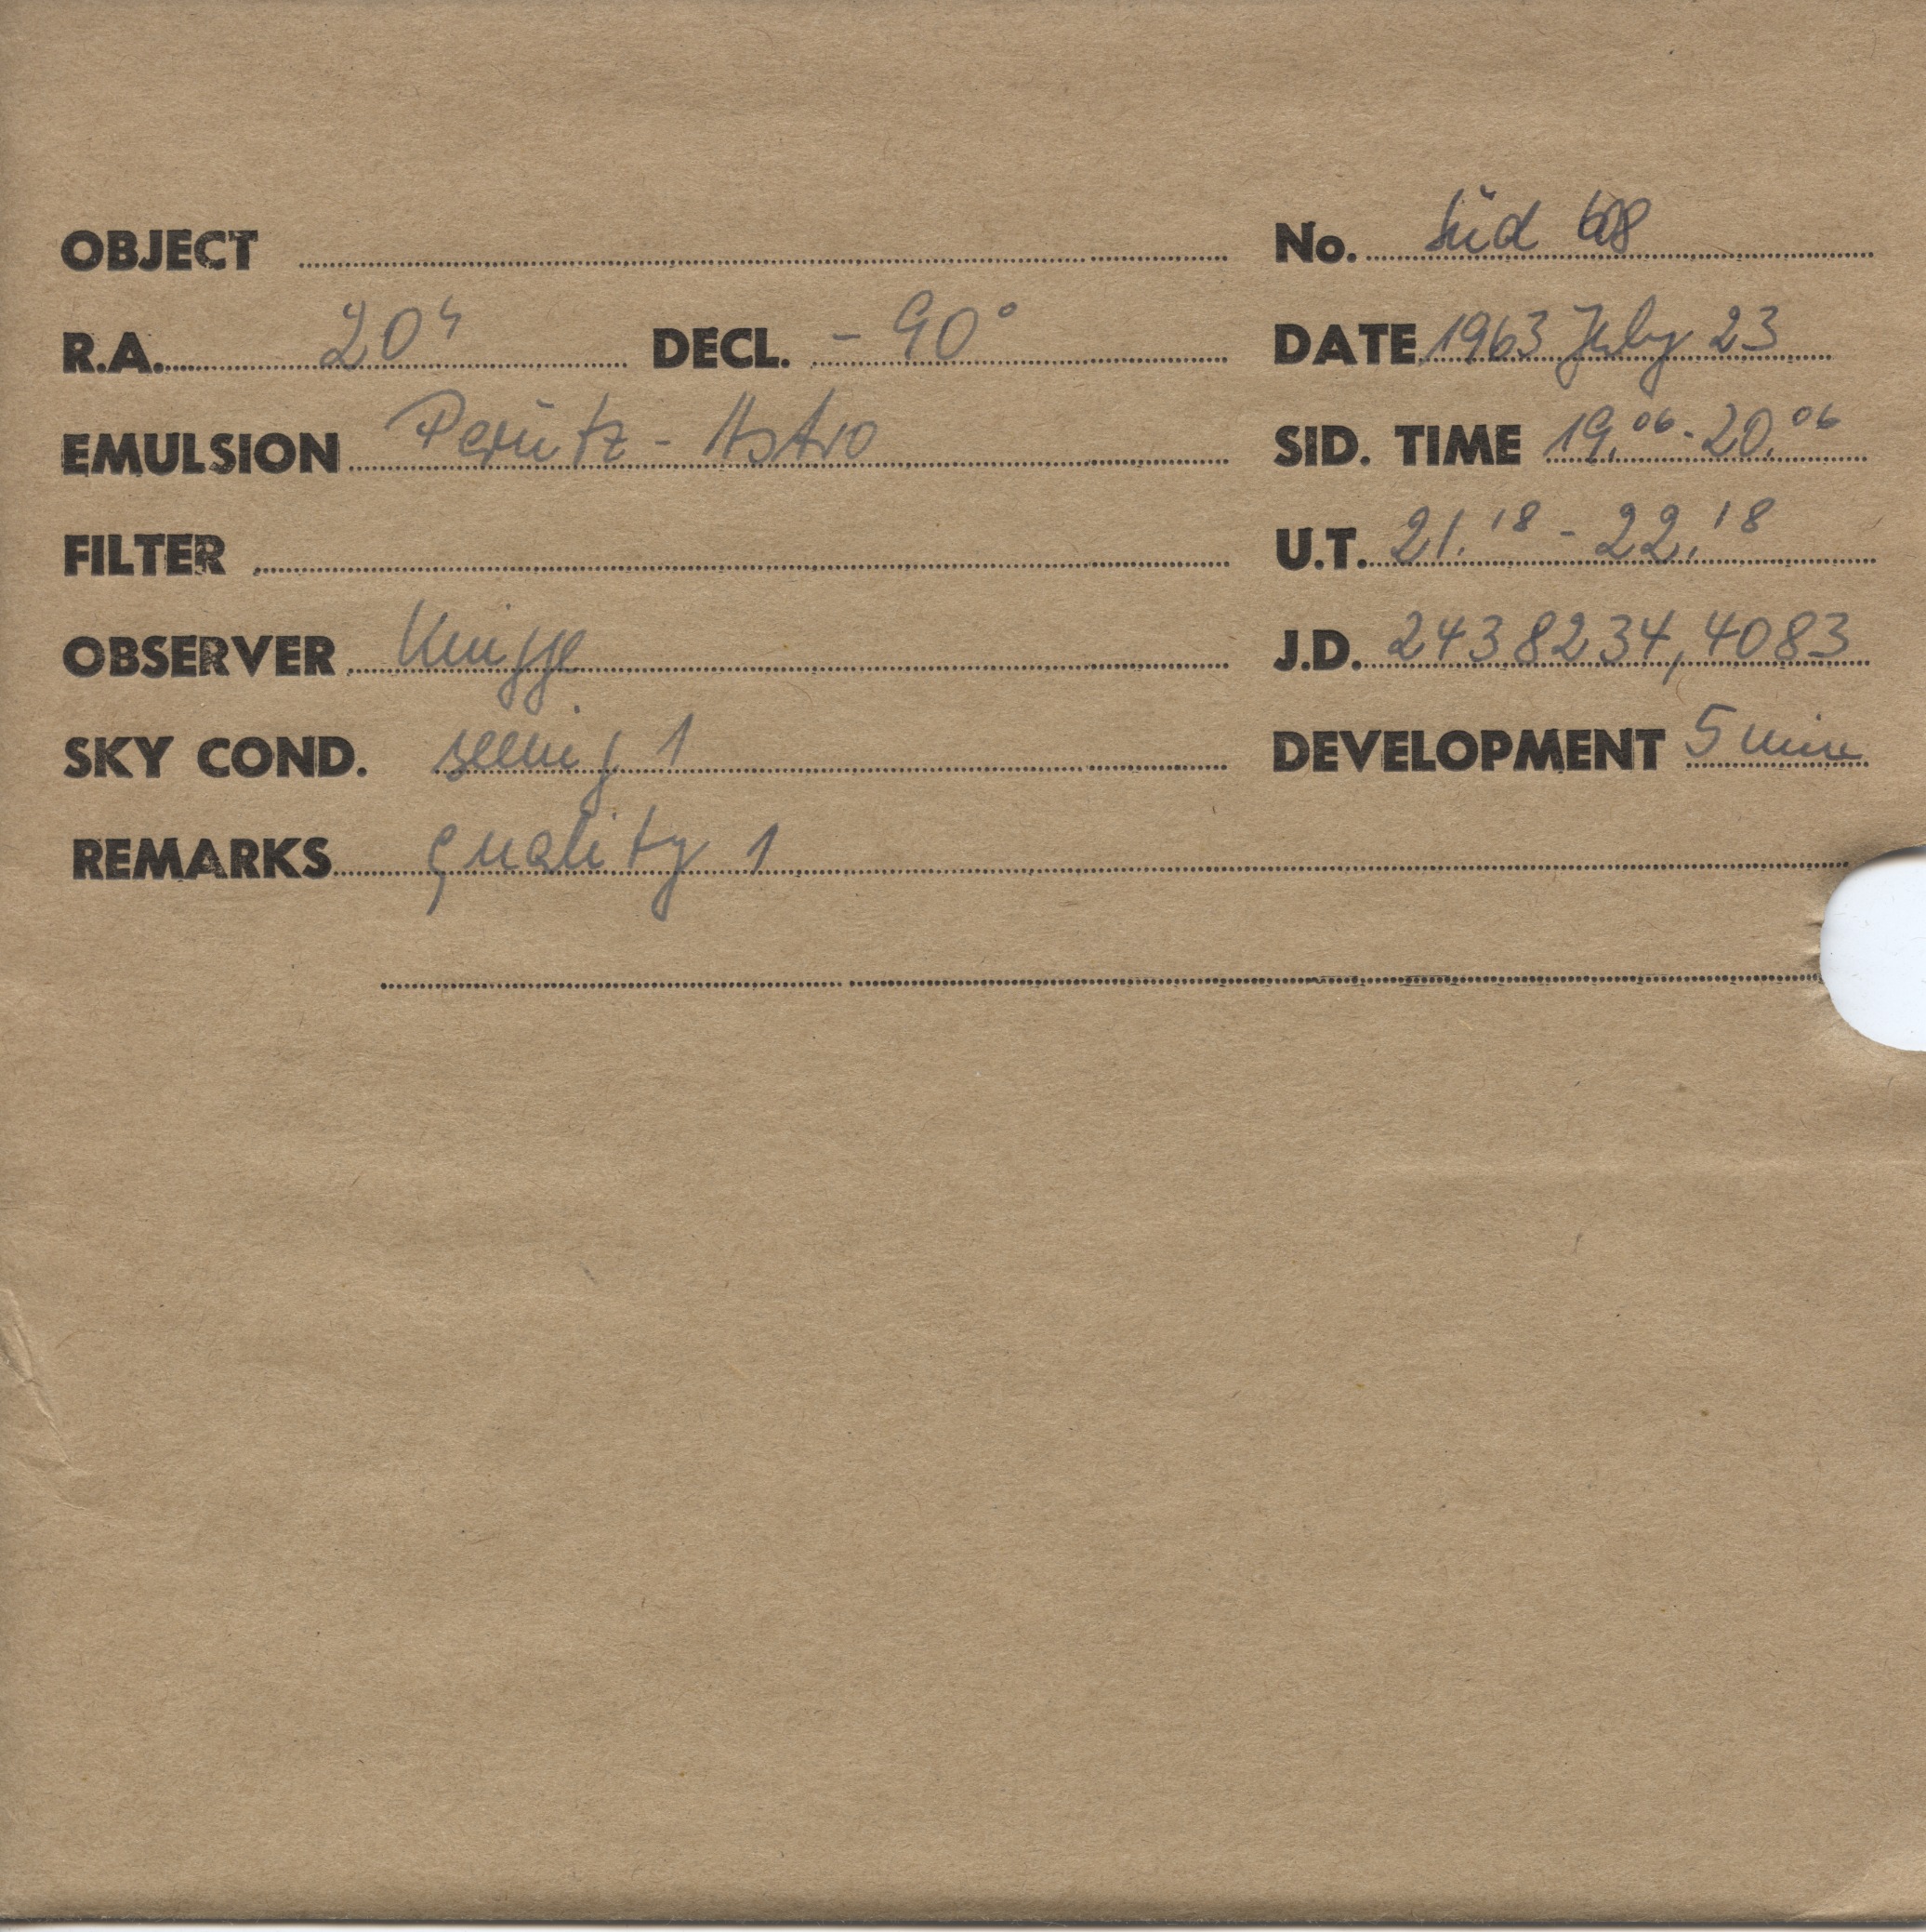 OBJECT No. Süd 608
R.A. 20h DECL. - 90° DATE 1963 July 23
EMULSION Perutz - Astro SID. TIME 19.06 - 20.06
FILTER U.T. 21.18 - 22.18
OBSERVER Knigge J.D. 2438234,4083
SKY COND. seeing 1 DEVELOPMENT 5 min
REMARKS quality 1